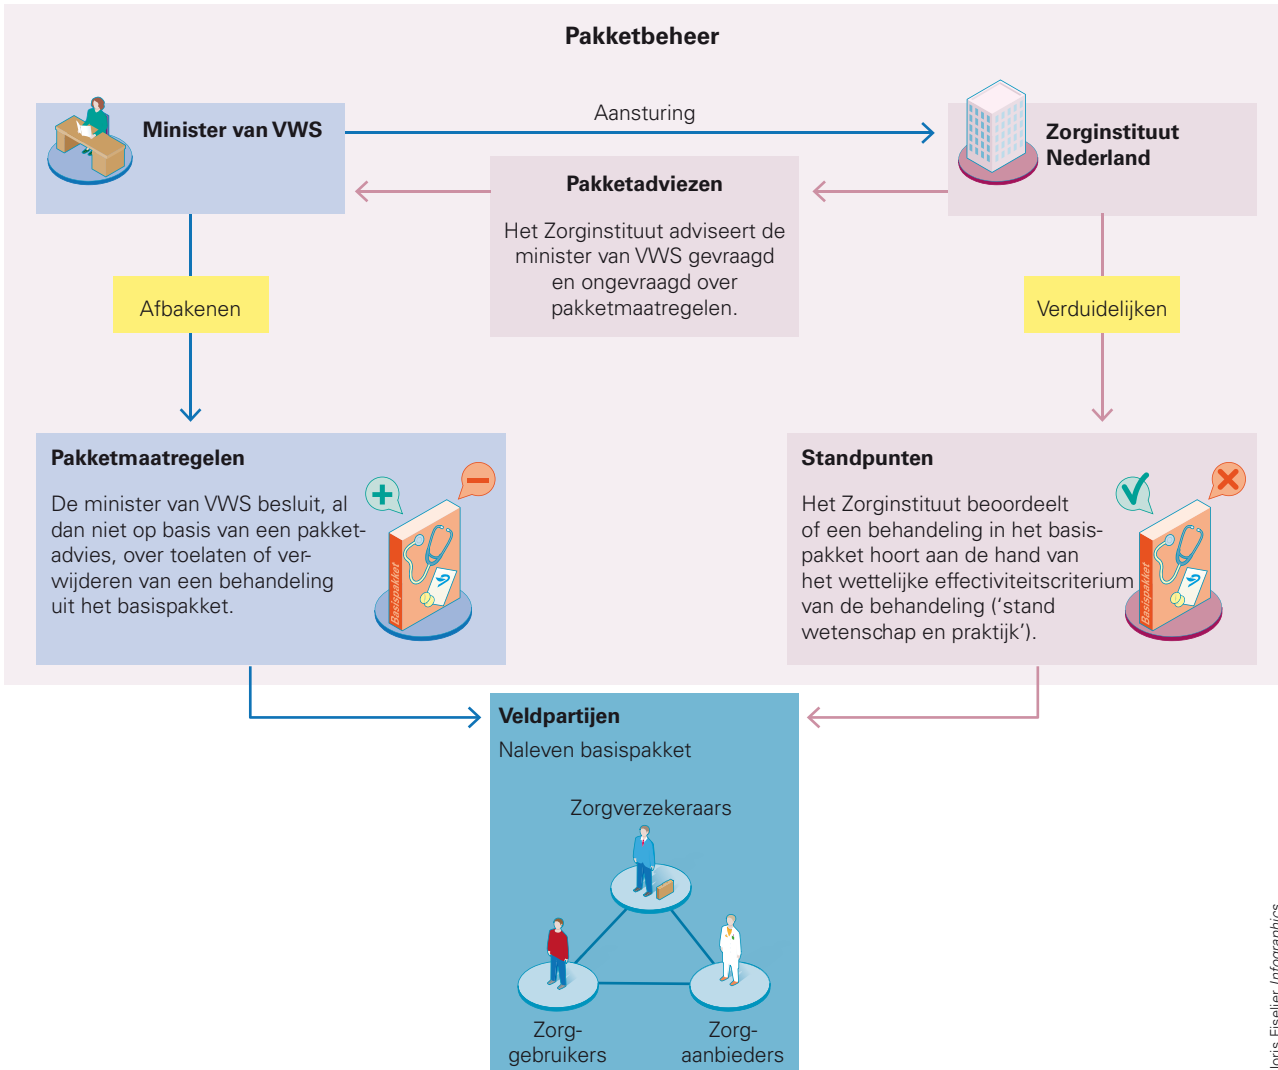 Pakketbeheer
Minister van VWS
Aansturing
Zorginstituut
Nederland
Pakketadviezen
Het Zorginstituut adviseert de
minister van VWS gevraagd
en ongevraagd over
pakketmaatregelen.
Afbakenen
Verduidelijken
Pakketmaatregelen
De minister van VWS besluit, al
dan niet op basis van een pakket-
advies, over toelaten of ver-
wijderen van een behandeling
uit het basispakket.
Basispakket
Standpunten
Het Zorginstituut beoordeelt
of een behandeling in het basis-
pakket hoort aan de hand van
het wettelijke effectiviteitscriterium
van de behandeling (‘stand
wetenschap en praktijk’).
Basispakket
Veldpartijen
Naleven basispakket
Zorgverzekeraars
Zorg-
gebruikers
Zorg-
aanbieders
Joris Fiselier Infographics